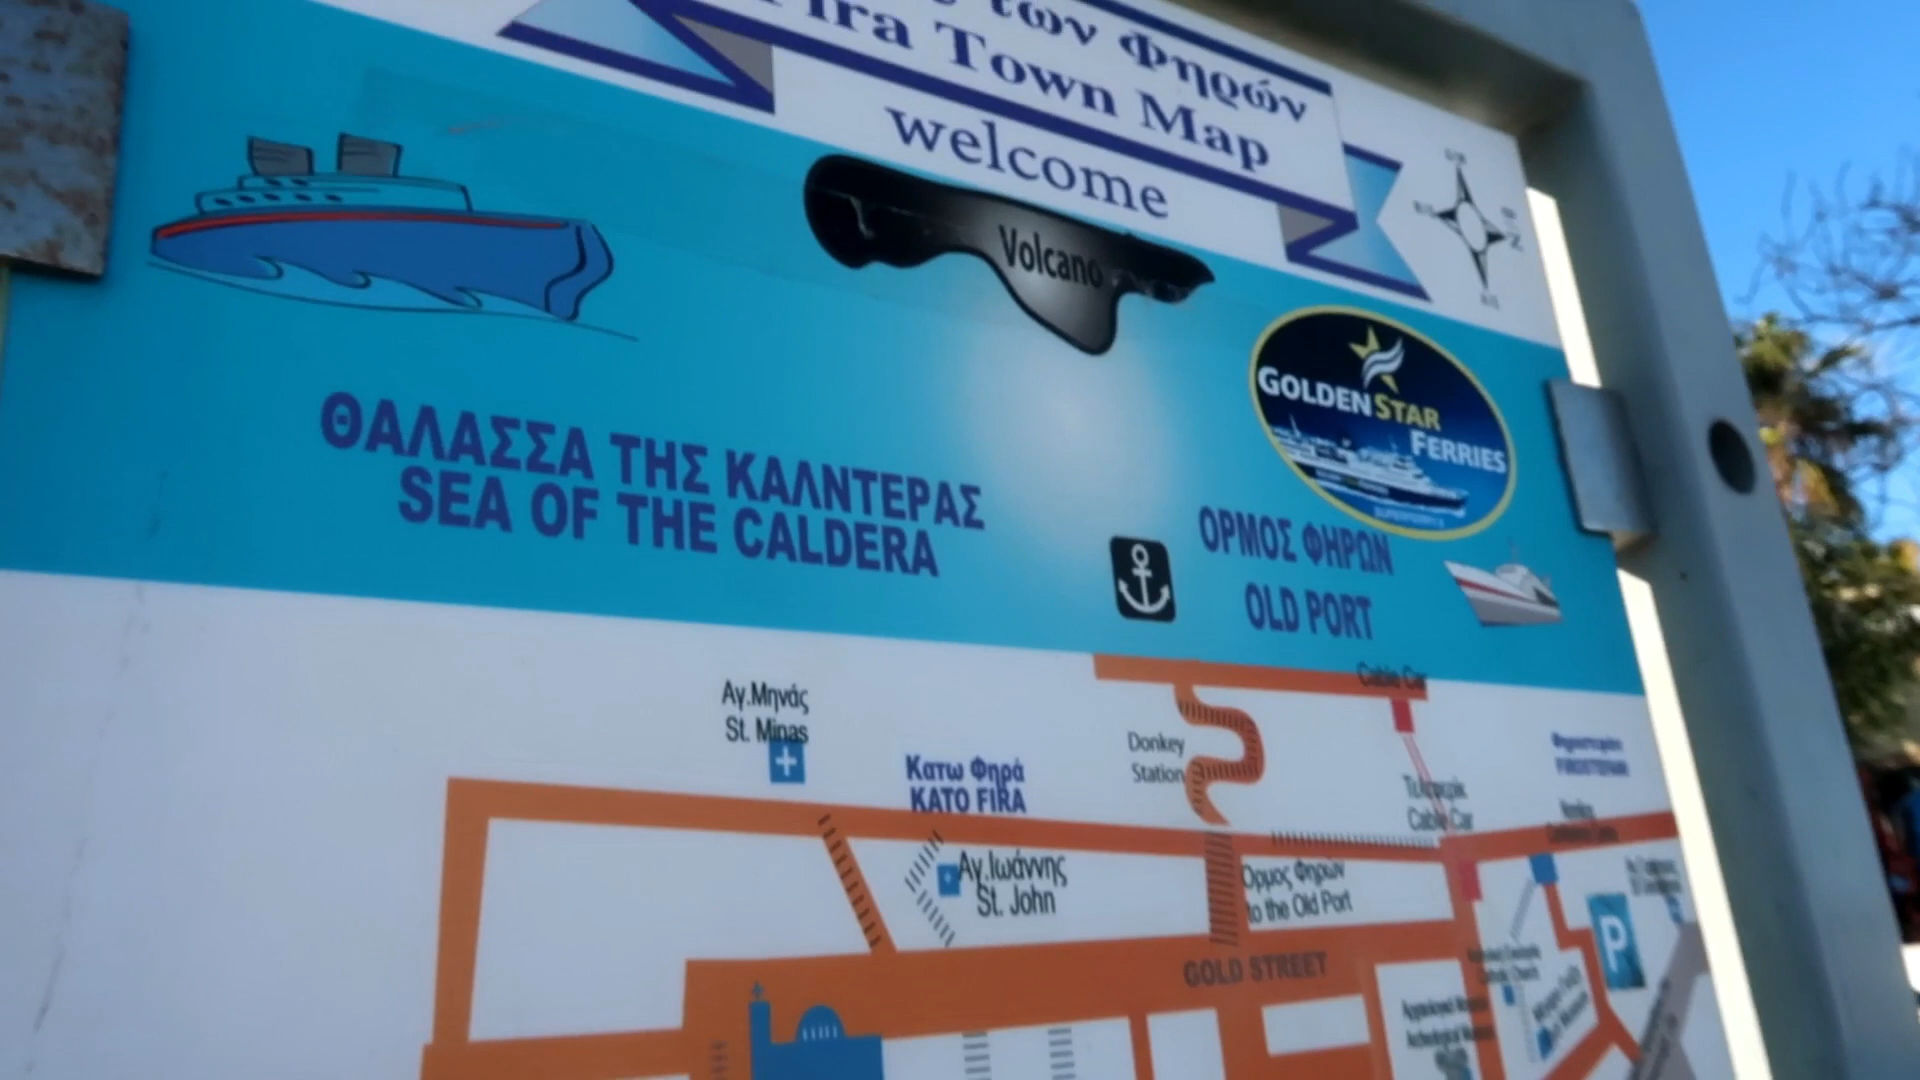 των Φηρών
Fira Town Map
welcome
Volcano
GOLDEN STAR
FERRIES
ΘΑΛΑΣΣΑ ΤΗΣ ΚΑΛΝΤΕΡΑΣ
SEA OF THE CALDERA
ΟΡΜΟΣ ΦΗΡΩΝ
OLD PORT
Cable Car
Αγ.Μηνάς
St. Minas
Κατω Φηρά
KATO FIRA
Donkey
Station
Cable Car
Αγ.Ιωάννης
St. John
Ορμος Φηρών
to the Old Port
P
GOLD STREET